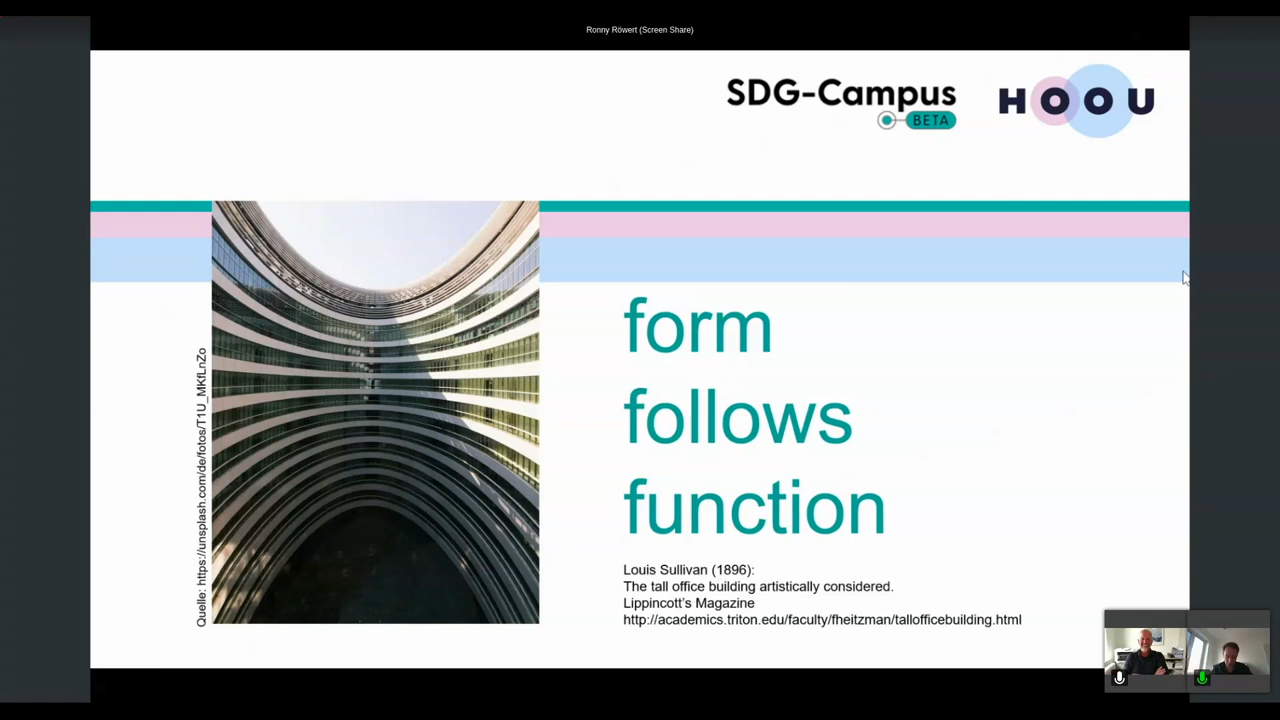 Ronny Röwert (Screen Share)
SDG-Campus
BETA
HOOU
form
follows
function
Quelle: https://unsplash.com/de/fotos/T1U_MKfLnZo
Louis Sullivan (1896):
The tall office building artistically considered.
Lippincott's Magazine
http://academics.triton.edu/faculty/fheitzman/tallofficebuilding.html